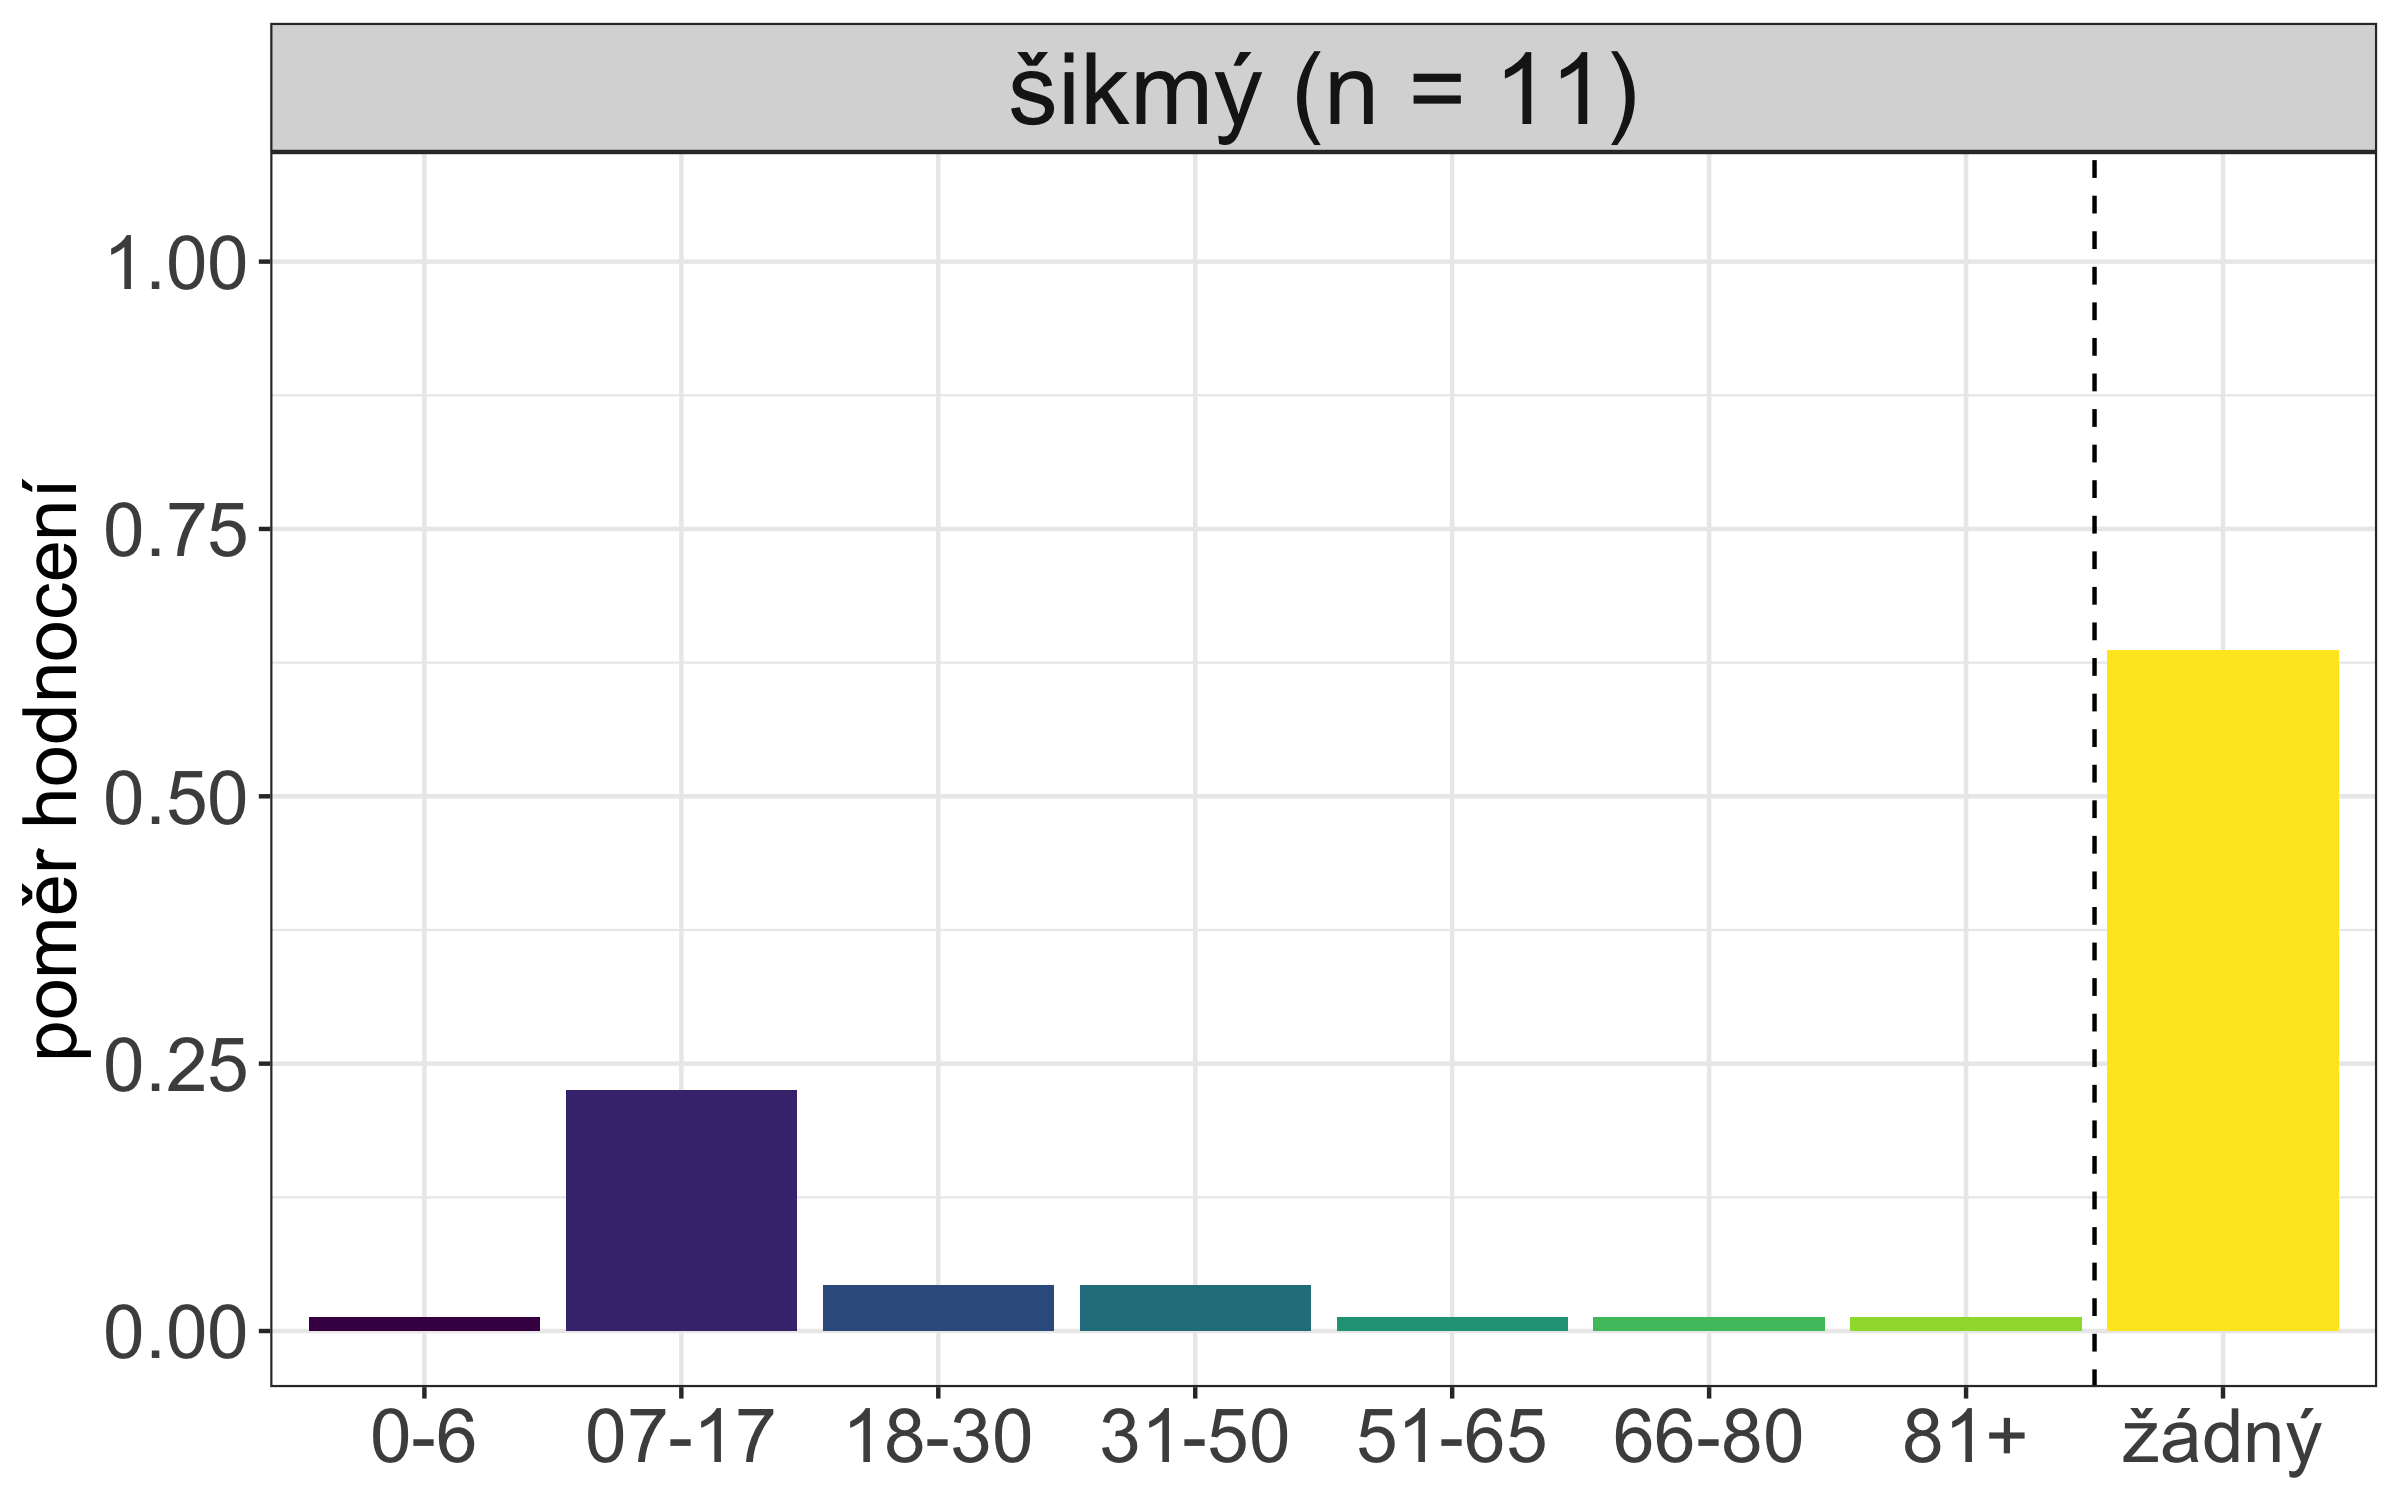 šikmý (n = 11)
poměr hodnocení
1.00
0.75
0.50
0.25
0.00
0-6 07-17 18-30 31-50 51-65 66-80 81+ žádný